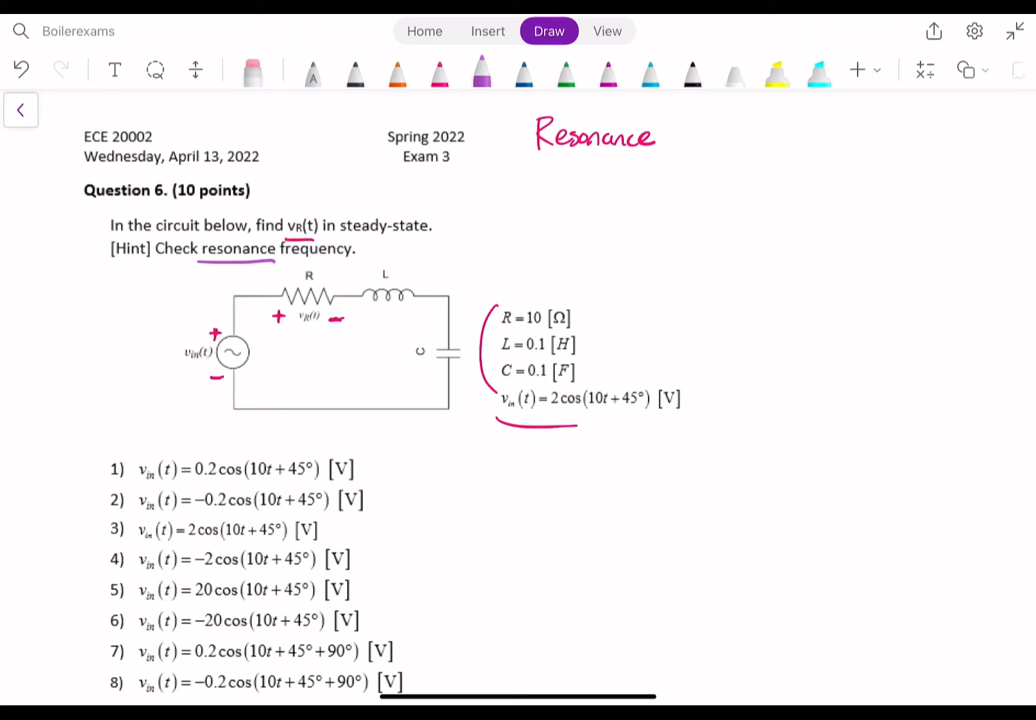 Boilerexams
Home Insert Draw View
T
A
ECE 20002
Spring 2022
Resonance
Wednesday, April 13, 2022
Exam 3
Question 6. (10 points)
In the circuit below, find vR(t) in steady-state.
[Hint] Check resonance frequency.
R
L
+ vR(t) −
R = 10 [Ω]
+
L = 0.1 [H]
vin(t)
C
C = 0.1 [F]
−
vin(t) = 2cos(10t+45°) [V]
1) vin(t) = 0.2cos(10t+45°) [V]
2) vin(t) = −0.2cos(10t+45°) [V]
3) vin(t) = 2cos(10t+45°) [V]
4) vin(t) = −2cos(10t+45°) [V]
5) vin(t) = 20cos(10t+45°) [V]
6) vin(t) = −20cos(10t+45°) [V]
7) vin(t) = 0.2cos(10t+45°+90°) [V]
8) vin(t) = −0.2cos(10t+45°+90°) [V]